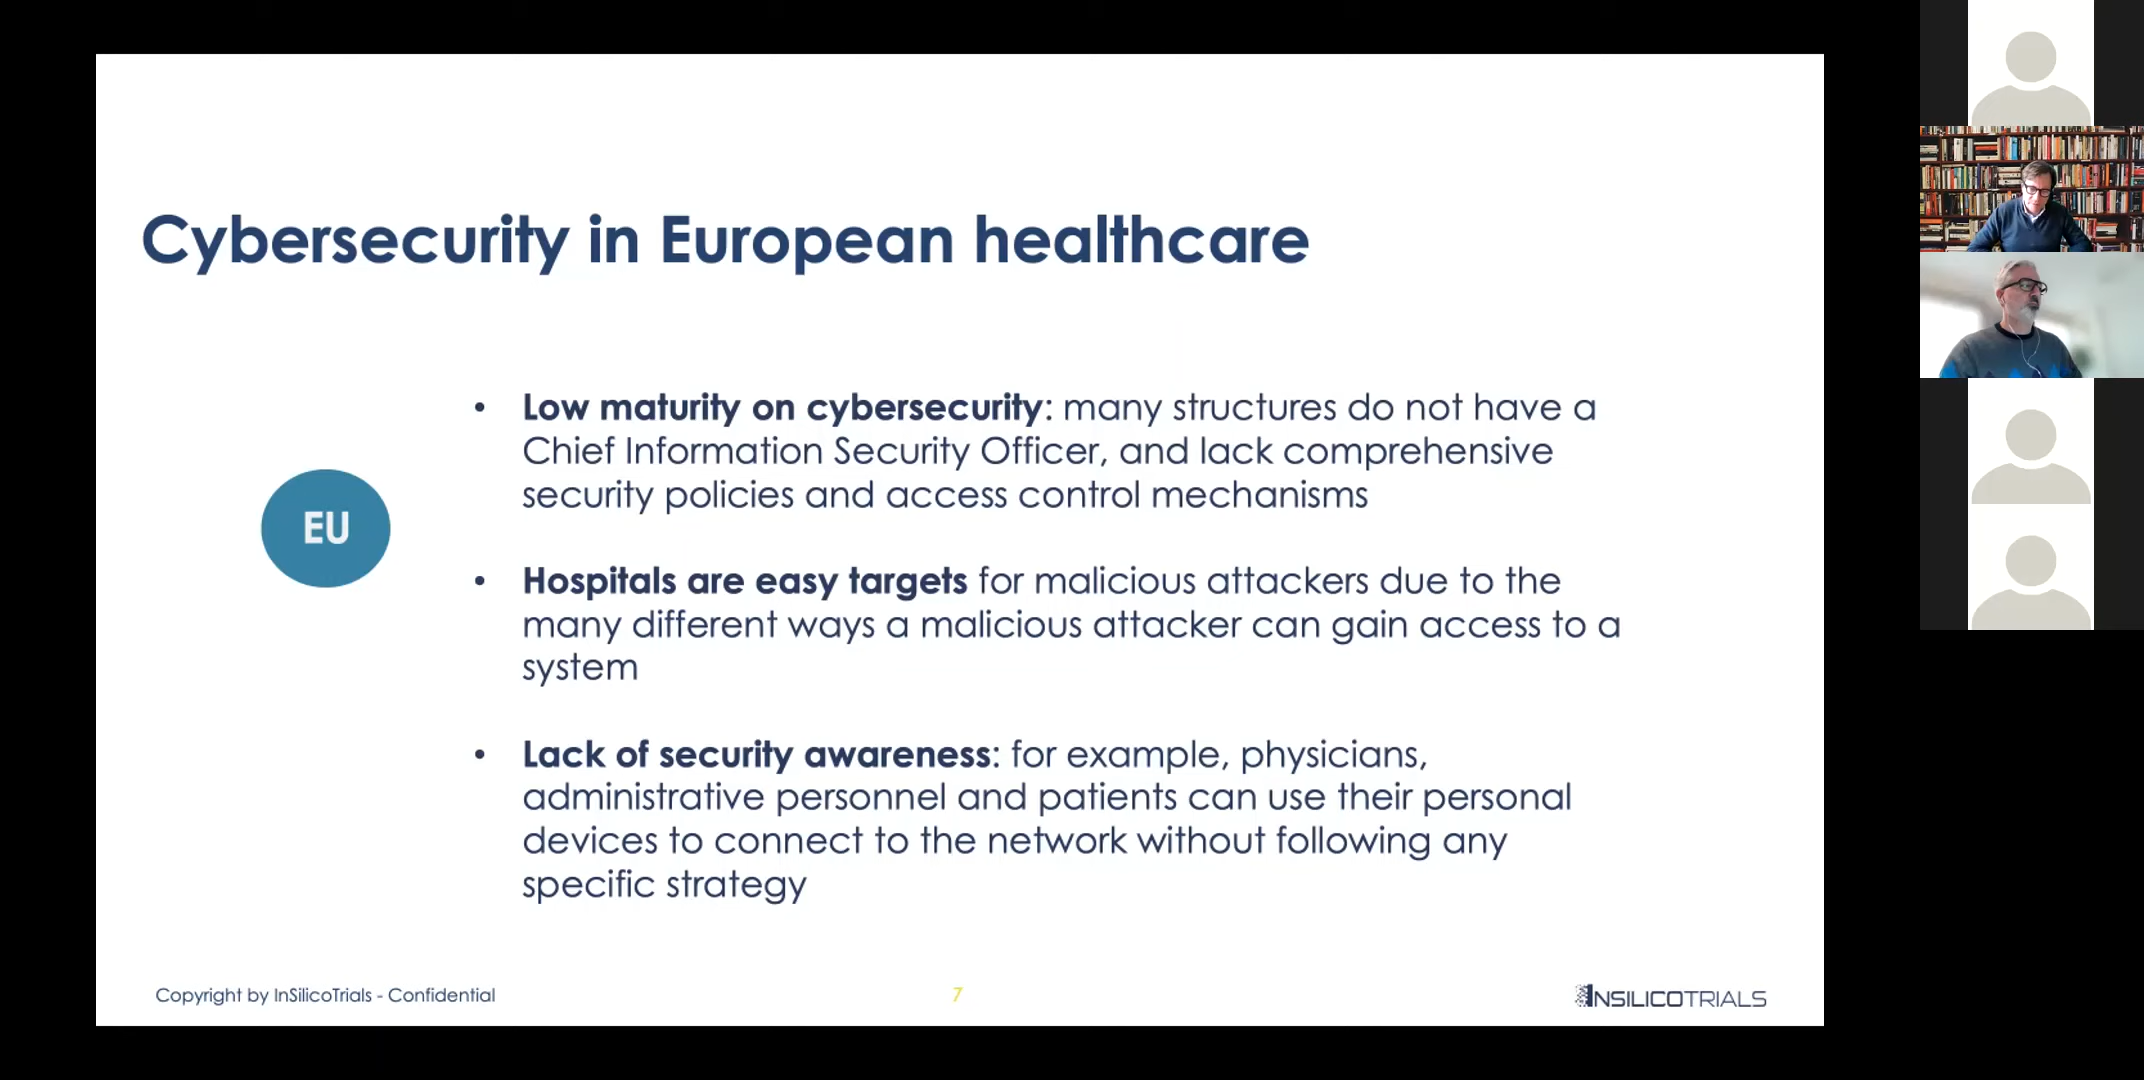 Cybersecurity in European healthcare
EU
• Low maturity on cybersecurity: many structures do not have a
Chief Information Security Officer, and lack comprehensive
security policies and access control mechanisms
• Hospitals are easy targets for malicious attackers due to the
many different ways a malicious attacker can gain access to a
system
• Lack of security awareness: for example, physicians,
administrative personnel and patients can use their personal
devices to connect to the network without following any
specific strategy
Copyright by InSilicoTrials - Confidential
7
INSILICOTRIALS